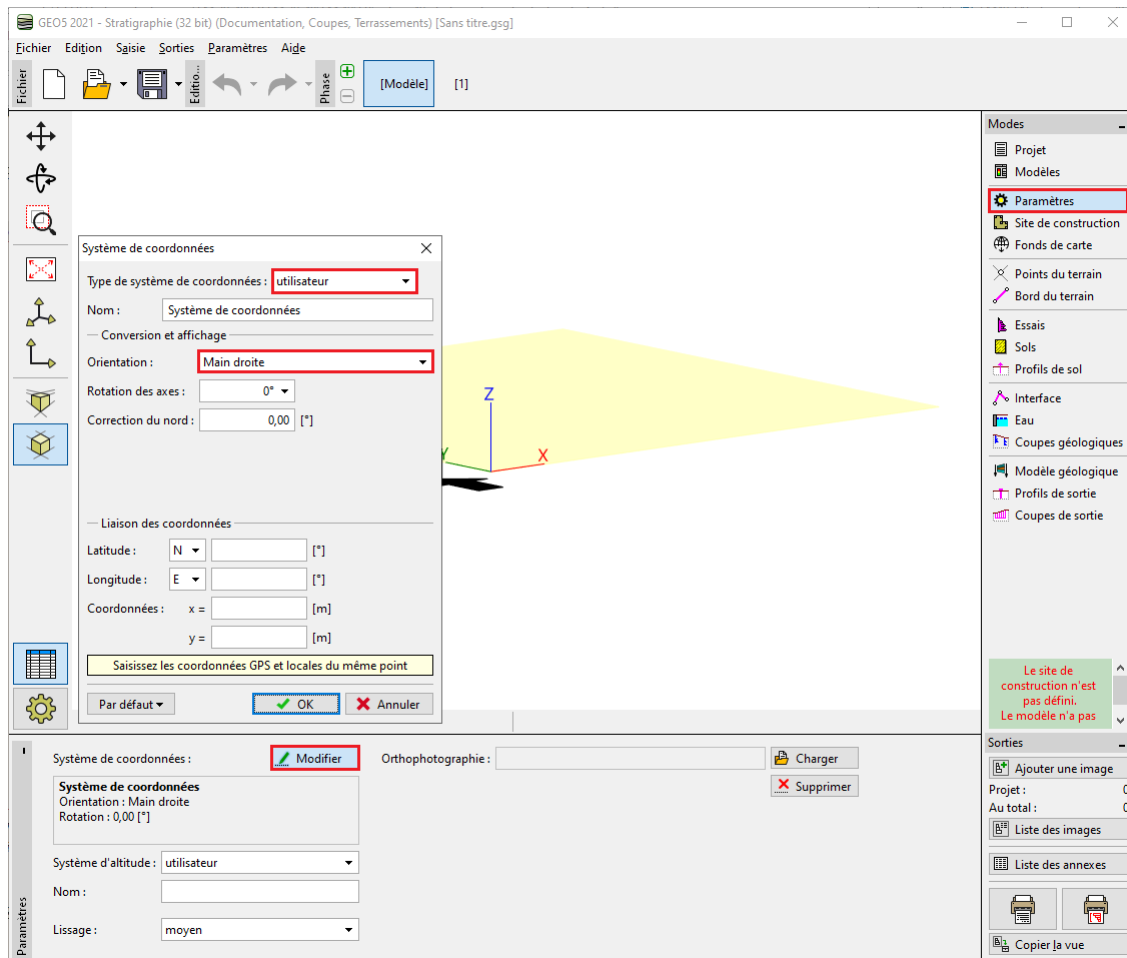 GEO5 2021 - Stratigraphie (32 bit) (Documentation, Coupes, Terrassements) [Sans titre.gsg]
Fichier Edition Saisie Sorties Paramètres Aide
Fichier
Editio...
Phase
[Modèle] [1]
Système de coordonnées
Type de système de coordonnées : utilisateur
Nom : Système de coordonnées
Conversion et affichage
Orientation : Main droite
Rotation des axes : 0°
Correction du nord : 0,00 [°]
Liaison des coordonnées
Latitude : N [°]
Longitude : E [°]
Coordonnées : x = [m]
y = [m]
Saisissez les coordonnées GPS et locales du même point
Par défaut OK Annuler
Z
Y
X
Modes
Projet
Modèles
Paramètres
Site de construction
Fonds de carte
Points du terrain
Bord du terrain
Essais
Sols
Profils de sol
Interface
Eau
Coupes géologiques
Modèle géologique
Profils de sortie
Coupes de sortie
Le site de
construction n'est
pas défini.
Le modèle n'a pas
Sorties
Ajouter une image
Projet : 0
Au total : 0
Liste des images
Liste des annexes
Copier la vue
Paramètres
Système de coordonnées : Modifier
Système de coordonnées
Orientation : Main droite
Rotation : 0,00 [°]
Système d'altitude : utilisateur
Nom :
Lissage : moyen
Orthophotographie : Charger
Supprimer